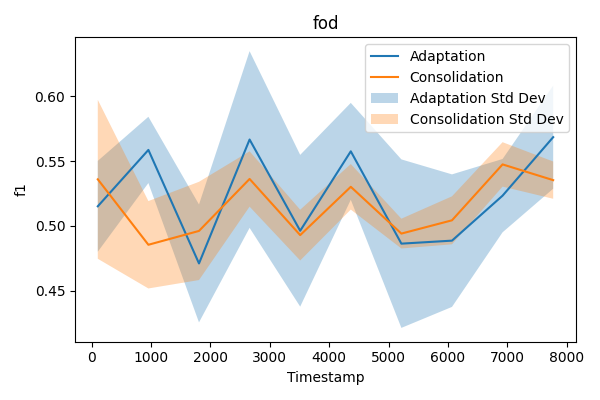 fod
Adaptation
Consolidation
Adaptation Std Dev
Consolidation Std Dev
f1
0.60
0.55
0.50
0.45
0 1000 2000 3000 4000 5000 6000 7000 8000
Timestamp